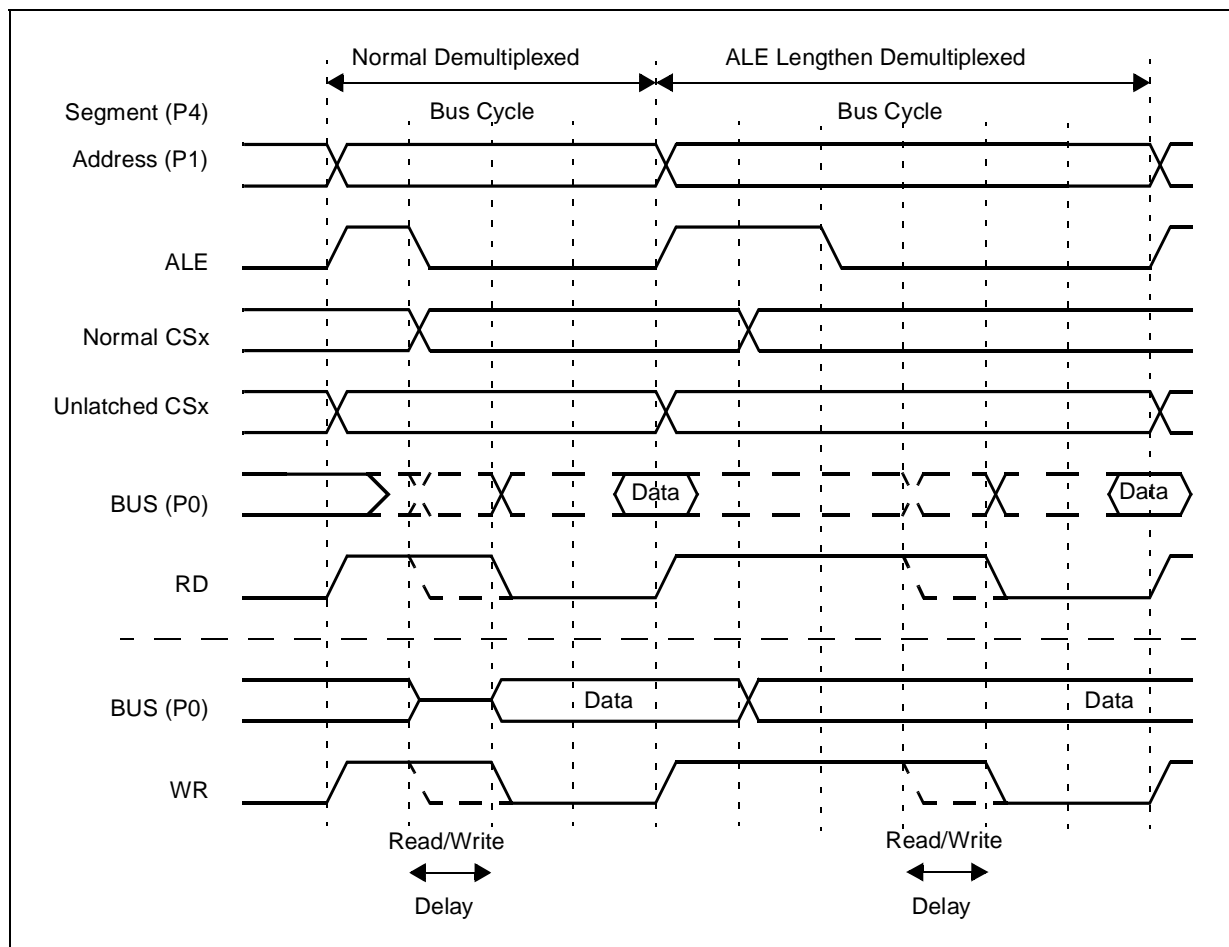 Normal Demultiplexed
ALE Lengthen Demultiplexed
Segment (P4)
Bus Cycle
Bus Cycle
Address (P1)
ALE
Normal CSx
Unlatched CSx
BUS (P0)
Data
Data
RD
BUS (P0)
Data
Data
WR
Read/Write
Read/Write
Delay
Delay